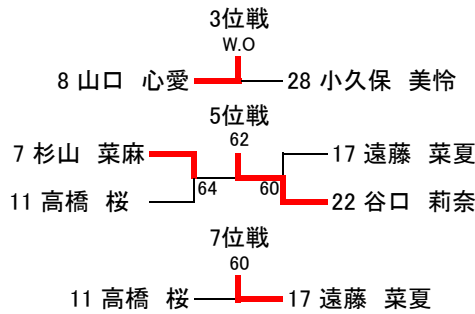 3位戦
W.O
8 山口 心愛 28 小久保 美怜
5位戦
7 杉山 菜麻 62 17 遠藤 菜夏
64 60
11 高橋 桜 22 谷口 莉奈
7位戦
60
11 高橋 桜 17 遠藤 菜夏